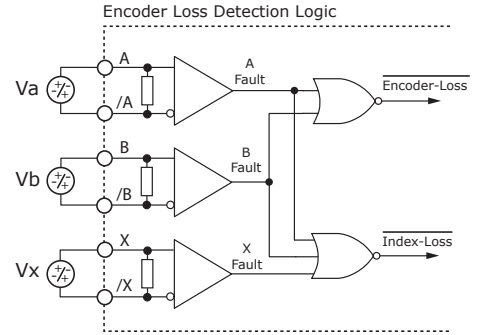 Encoder Loss Detection Logic
A
A
Fault
Encoder-Loss
Va
/A
B
B
Fault
Vb
/B
X
X
Fault
Index-Loss
Vx
/X